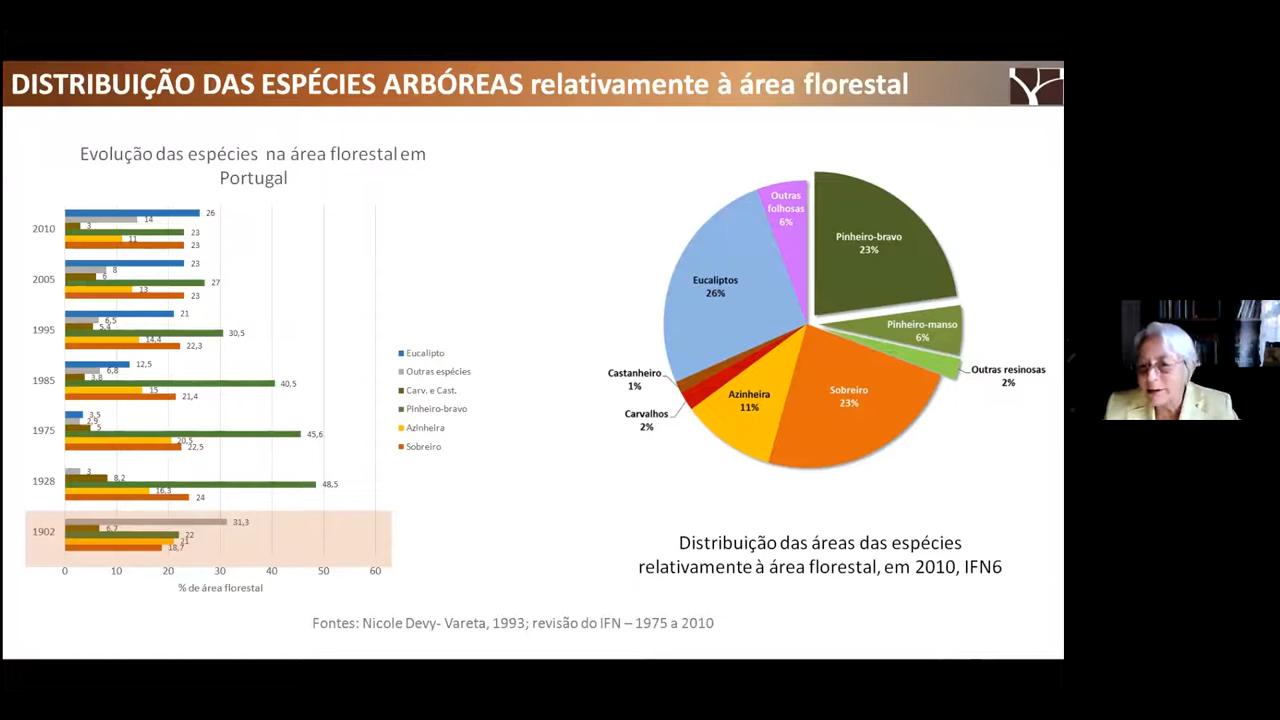 DISTRIBUIÇÃO DAS ESPÉCIES ARBÓREAS relativamente à área florestal
Evolução das espécies na área florestal em
Portugal
2010
26
14
3
23
11
23
2005
23
8
6
27
13
23
1995
21
6,5
5,4
30,5
14,4
22,3
1985
12,5
6,8
3,8
40,5
15
21,4
1975
3,5
2,9
5
45,6
20,5
22,5
1928
3
8,2
48,5
16,3
24
1902
31,3
6,7
22
21
18,7
0 10 20 30 40 50 60
% de área florestal
Eucalipto
Outras espécies
Carv. e Cast.
Pinheiro-bravo
Azinheira
Sobreiro
Outras
folhosas
6%
Pinheiro-bravo
23%
Eucaliptos
26%
Pinheiro-manso
6%
Outras resinosas
2%
Castanheiro
1%
Carvalhos
2%
Azinheira
11%
Sobreiro
23%
Distribuição das áreas das espécies
relativamente à área florestal, em 2010, IFN6
Fontes: Nicole Devy- Vareta, 1993; revisão do IFN – 1975 a 2010